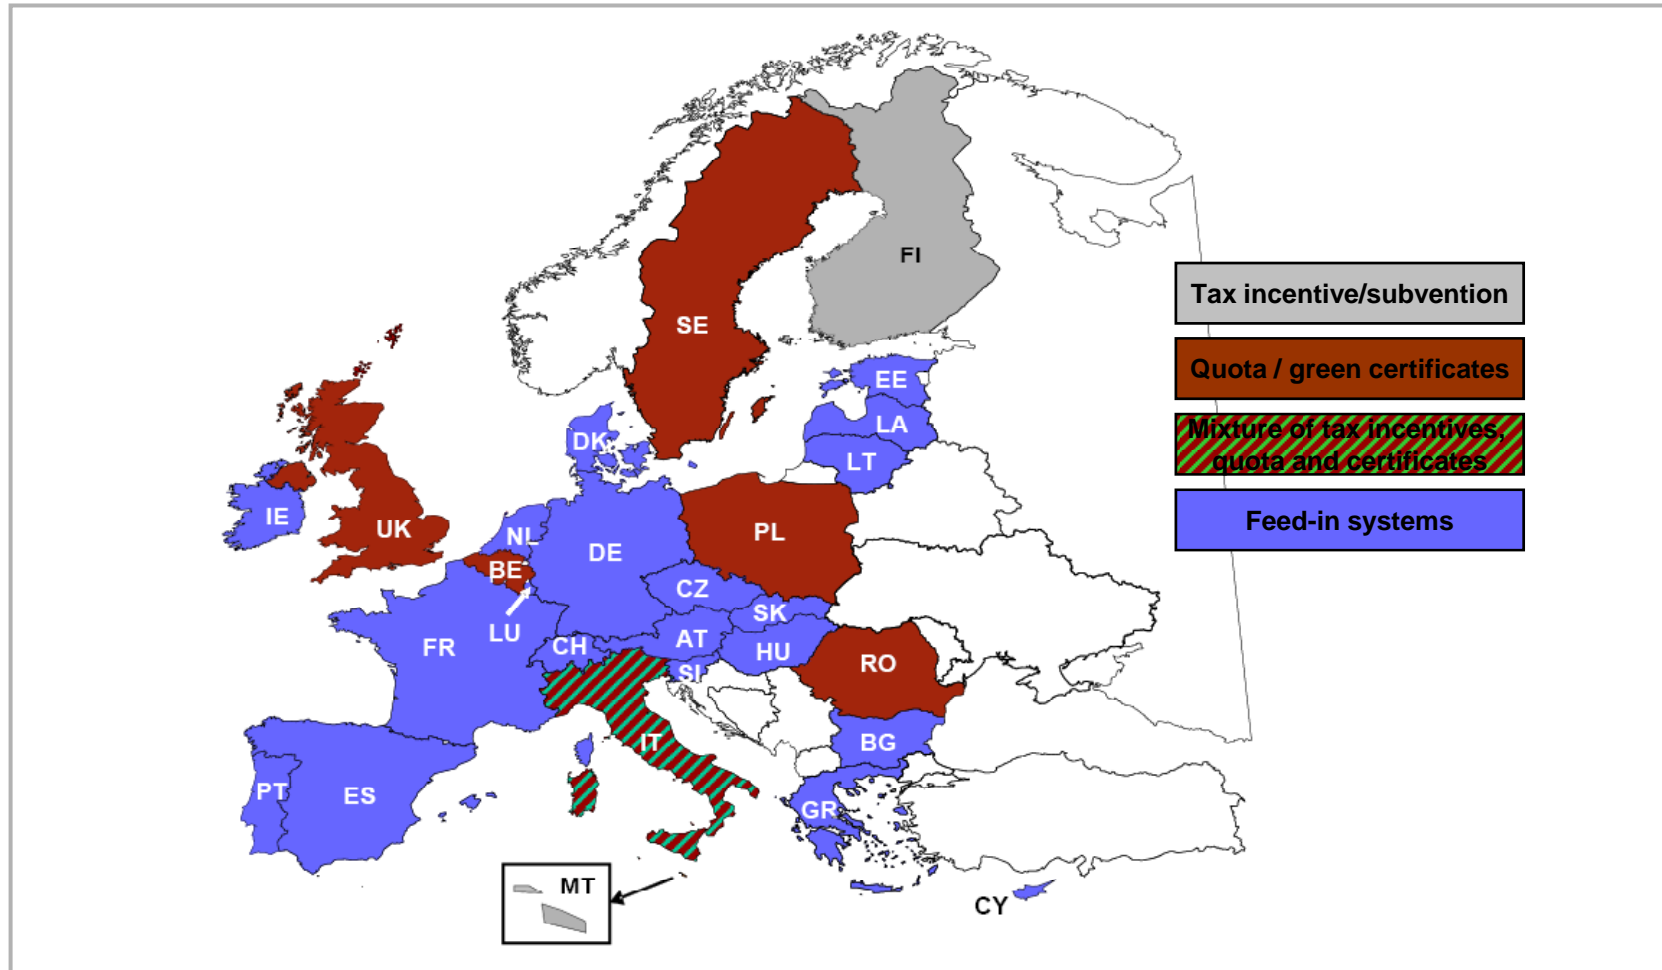 FI
Tax incentive/subvention
SE
Quota / green certificates
EE
LA
DK
Mixture of tax incentives,
quota and certificates
LT
IE
UK
NL
PL
DE
Feed-in systems
BE
CZ
SK
LU
AT
FR
CH
HU
RO
SI
IT
BG
PT
ES
GR
MT
CY